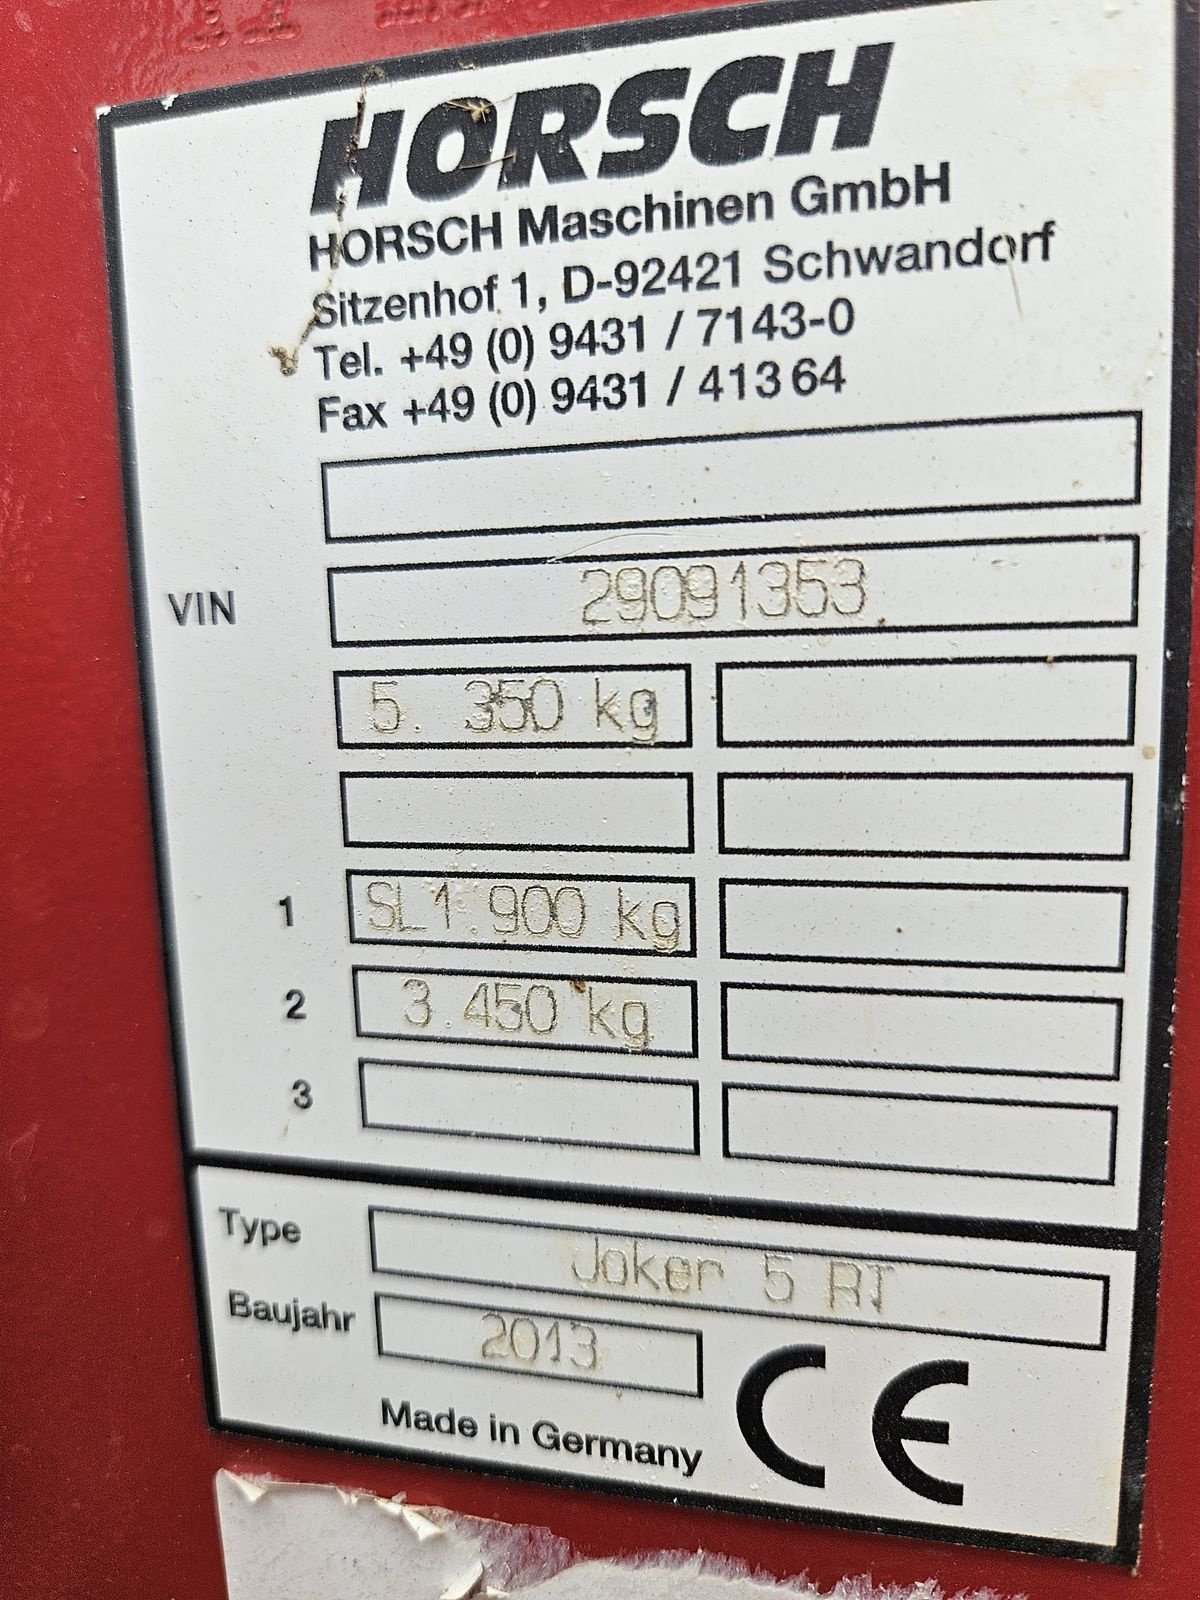 HORSCH
HORSCH Maschinen GmbH
Sitzenhof 1, D-92421 Schwandorf
Tel. +49 (0) 9431 / 7143-0
Fax +49 (0) 9431 / 413 64
VIN 29091353
5. 350 kg
1 SL1.900 kg
2 3.450 kg
3
Type Joker 5 RT
Baujahr 2013
Made in Germany CE